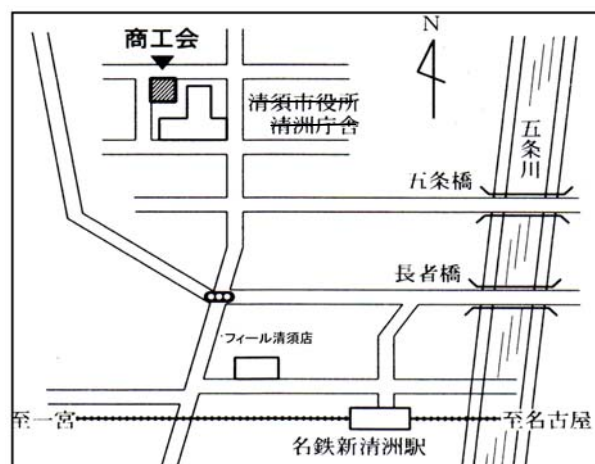 商工会
N
清須市役所
清洲庁舎
五条川
五条橋
長者橋
フィール清須店
至一宮
至名古屋
名鉄新清洲駅